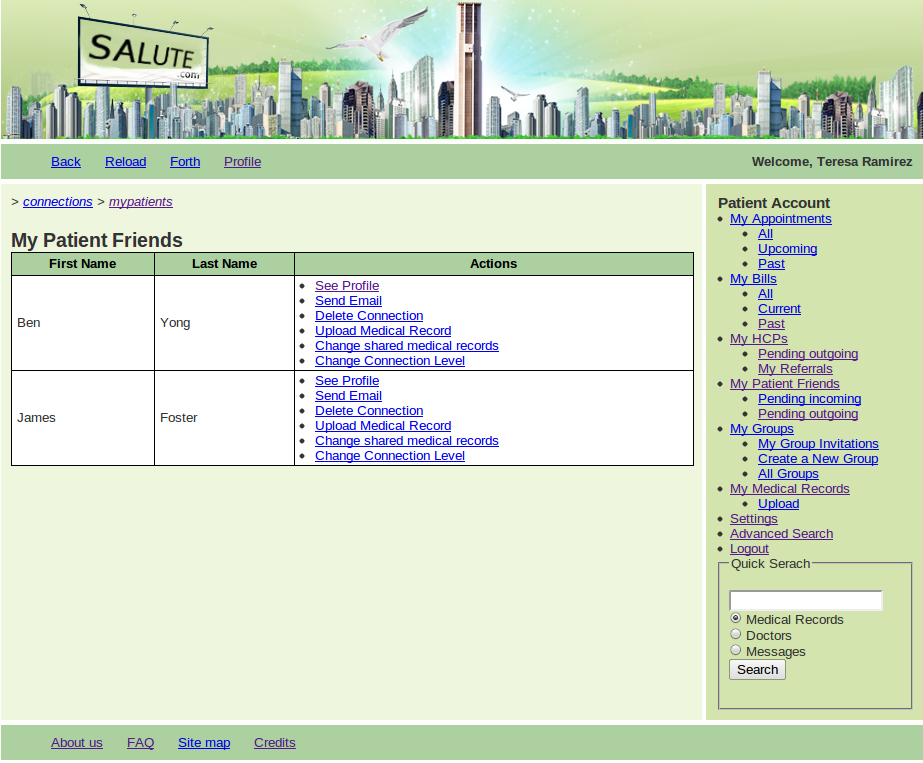 SALUTE
.com
Back Reload Forth Profile Welcome, Teresa Ramirez
> connections > mypatients
My Patient Friends
First Name Last Name Actions
Ben Yong
See Profile
Send Email
Delete Connection
Upload Medical Record
Change shared medical records
Change Connection Level
James Foster
See Profile
Send Email
Delete Connection
Upload Medical Record
Change shared medical records
Change Connection Level
Patient Account
My Appointments
All
Upcoming
Past
My Bills
All
Current
Past
My HCPs
Pending outgoing
My Referrals
My Patient Friends
Pending incoming
Pending outgoing
My Groups
My Group Invitations
Create a New Group
All Groups
My Medical Records
Upload
Settings
Advanced Search
Logout
Quick Serach
Medical Records
Doctors
Messages
Search
About us FAQ Site map Credits